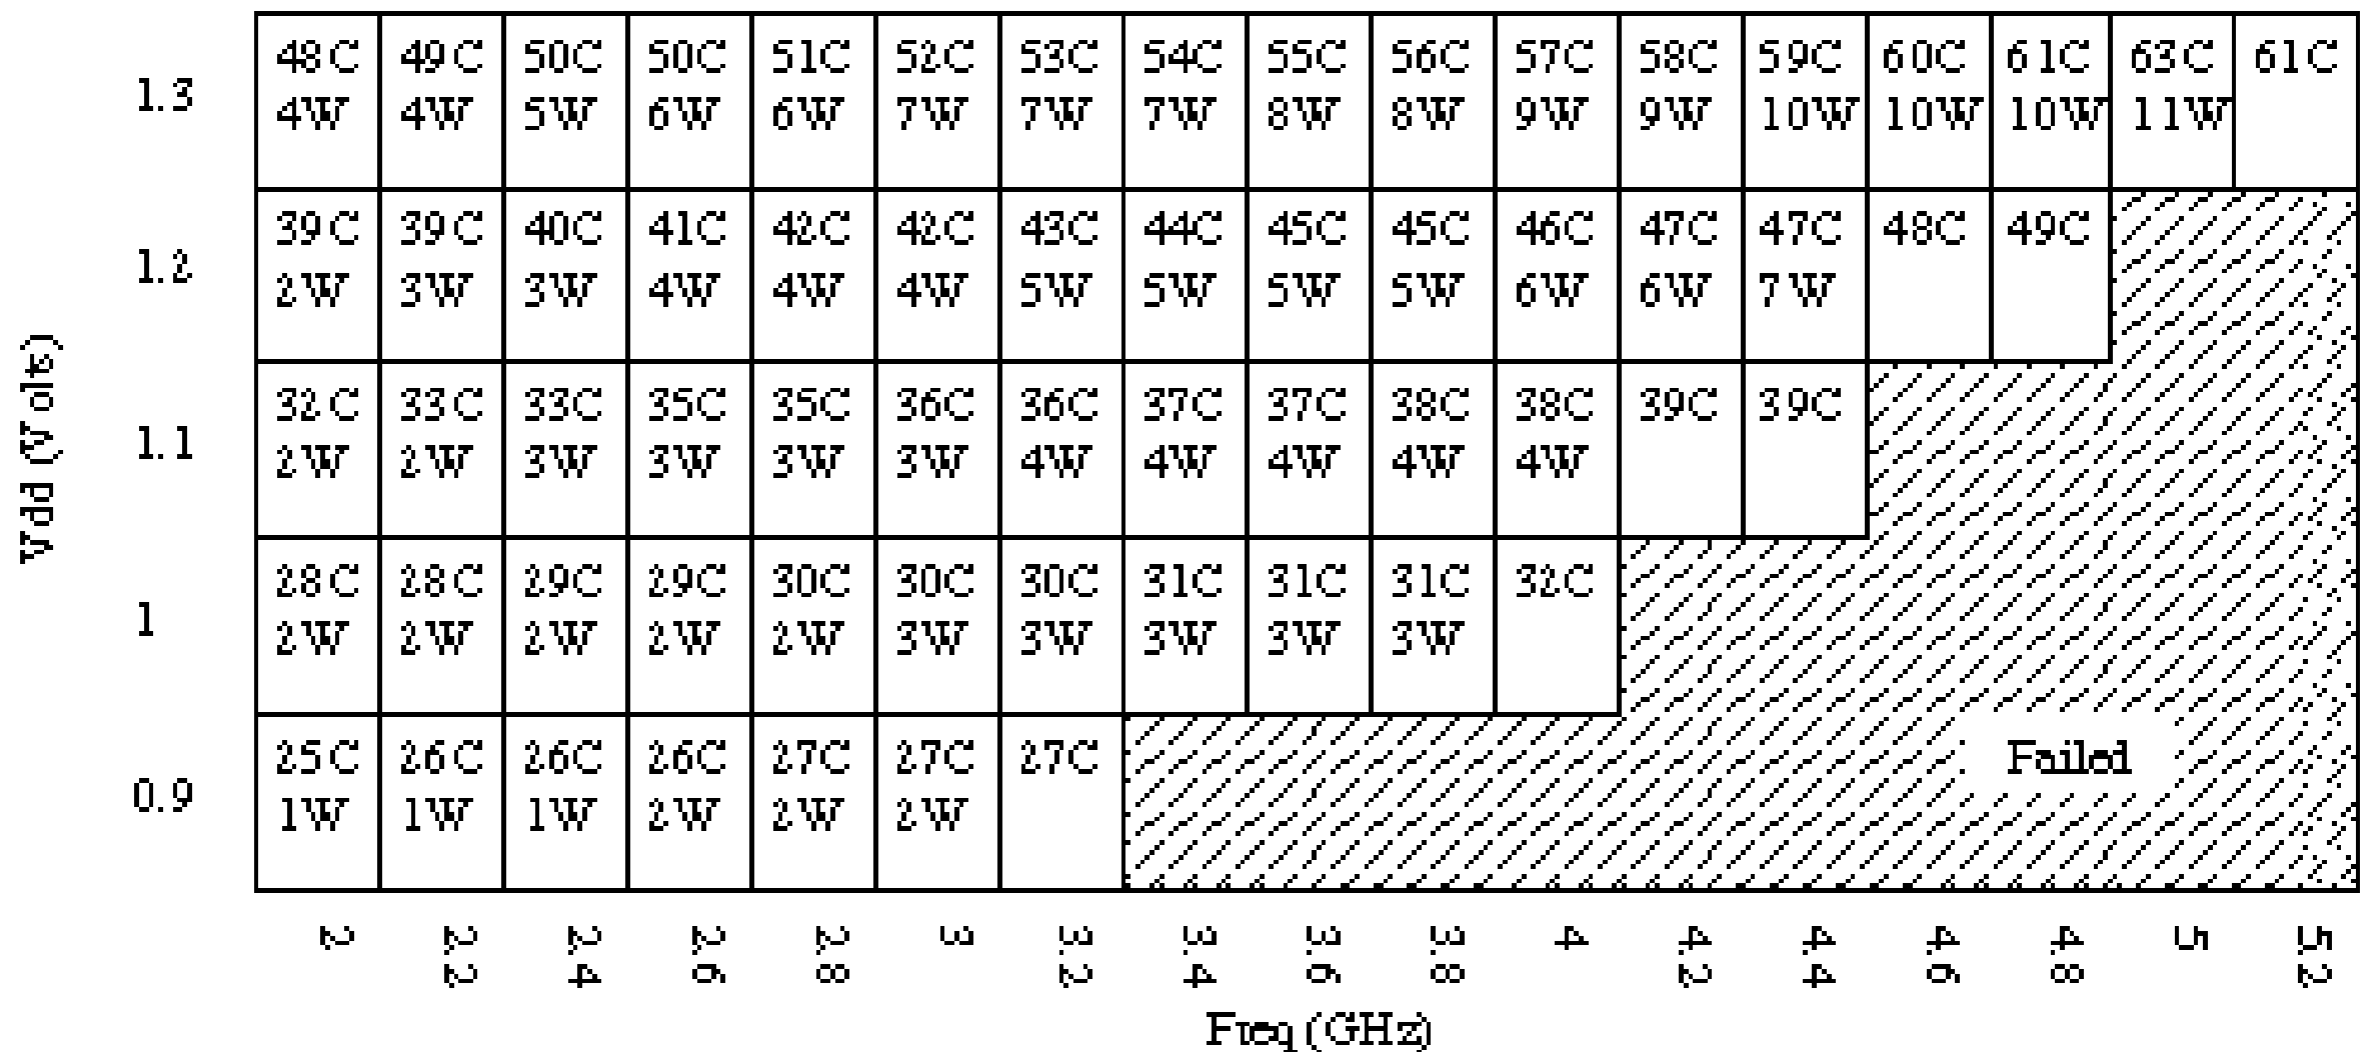 48C 49C 50C 50C 51C 52C 53C 54C 55C 56C 57C 58C 59C 60C 61C 63C 61C
1.3
4W 4W 5W 6W 6W 7W 7W 7W 8W 8W 9W 9W 10W 10W 10W 11W
39C 39C 40C 41C 42C 42C 43C 44C 45C 45C 46C 47C 47C 48C 49C
1.2
2W 3W 3W 4W 4W 4W 5W 5W 5W 5W 6W 6W 7W
32C 33C 33C 35C 35C 36C 36C 37C 37C 38C 38C 39C 39C
1.1
2W 2W 3W 3W 3W 3W 4W 4W 4W 4W 4W
28C 28C 29C 29C 30C 30C 30C 31C 31C 31C 32C
1
2W 2W 2W 2W 2W 3W 3W 3W 3W 3W
25C 26C 26C 26C 27C 27C 27C
0.9
1W 1W 1W 2W 2W 2W
Failed
Vdd (Volts)
2 2.2 2.4 2.6 2.8 3 3.2 3.4 3.6 3.8 4 4.2 4.4 4.6 4.8 5 5.2
Freq (GHz)